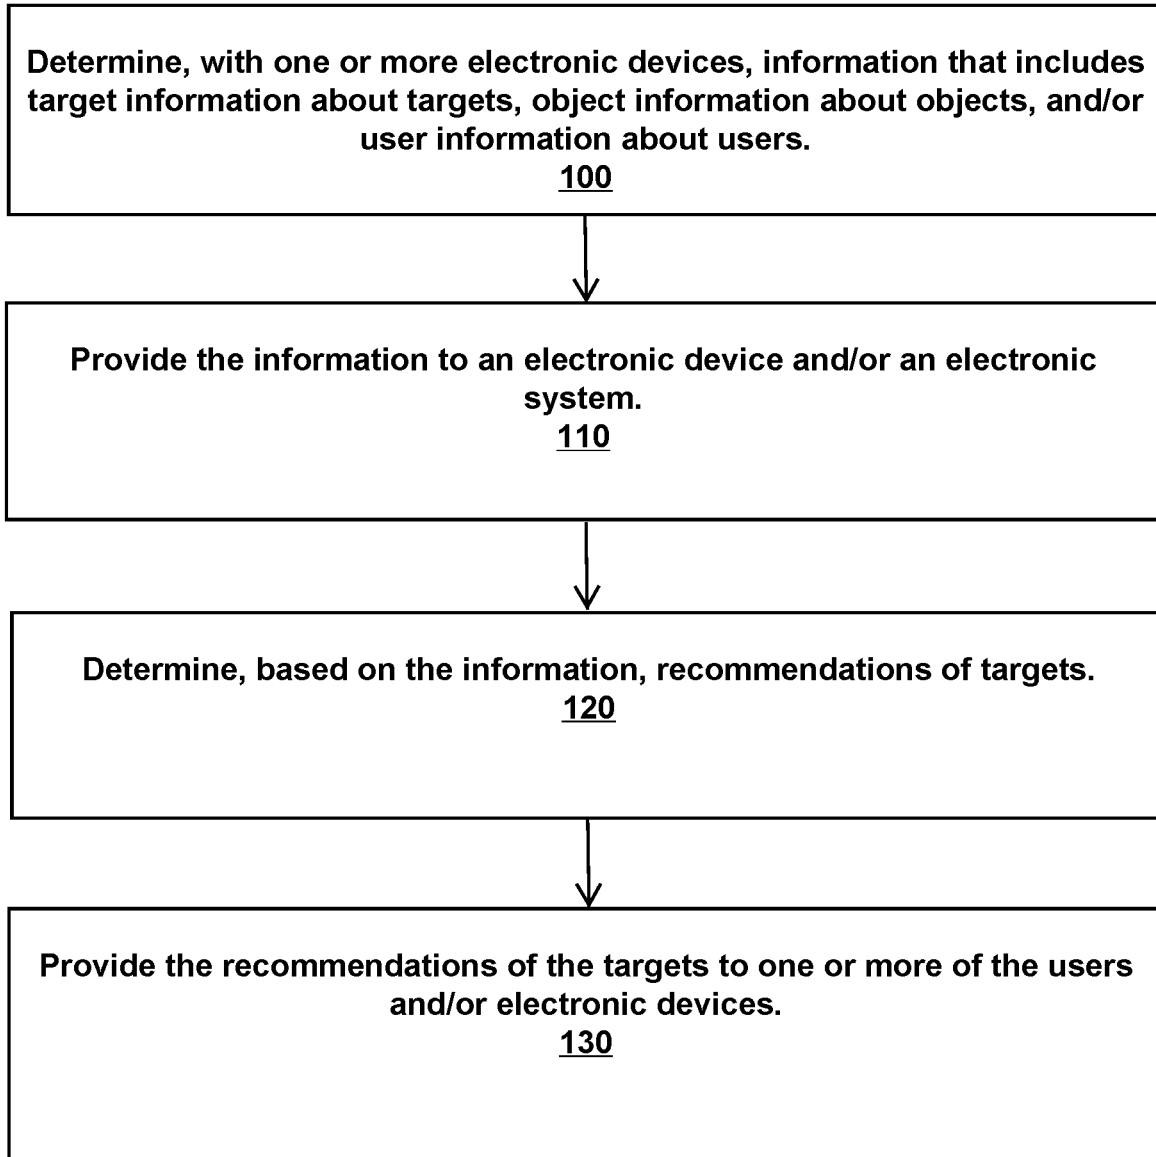 Determine, with one or more electronic devices, information that includes
target information about targets, object information about objects, and/or
user information about users.
100
Provide the information to an electronic device and/or an electronic
system.
110
Determine, based on the information, recommendations of targets.
120
Provide the recommendations of the targets to one or more of the users
and/or electronic devices.
130